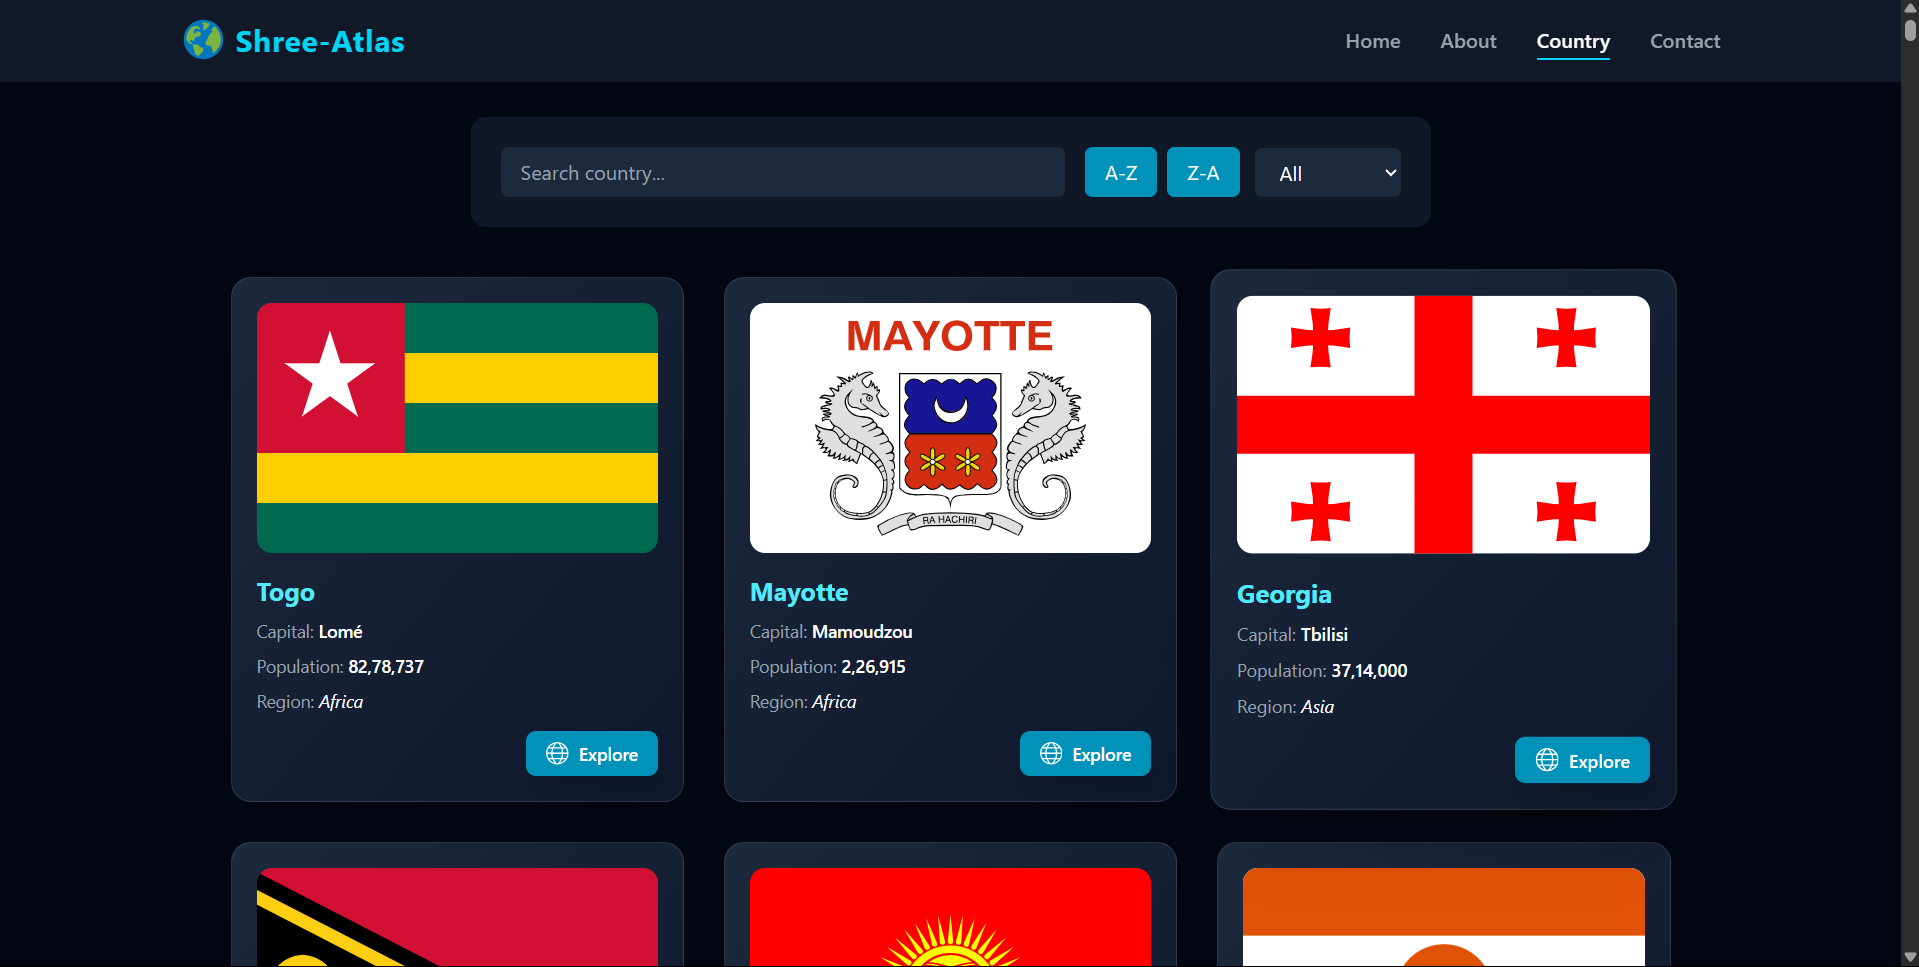 Shree-Atlas
Home About Country Contact
Search country... A-Z Z-A All
MAYOTTE
RA HACHIRI
Togo
Capital: Lomé
Population: 82,78,737
Region: Africa
Explore
Mayotte
Capital: Mamoudzou
Population: 2,26,915
Region: Africa
Explore
Georgia
Capital: Tbilisi
Population: 37,14,000
Region: Asia
Explore